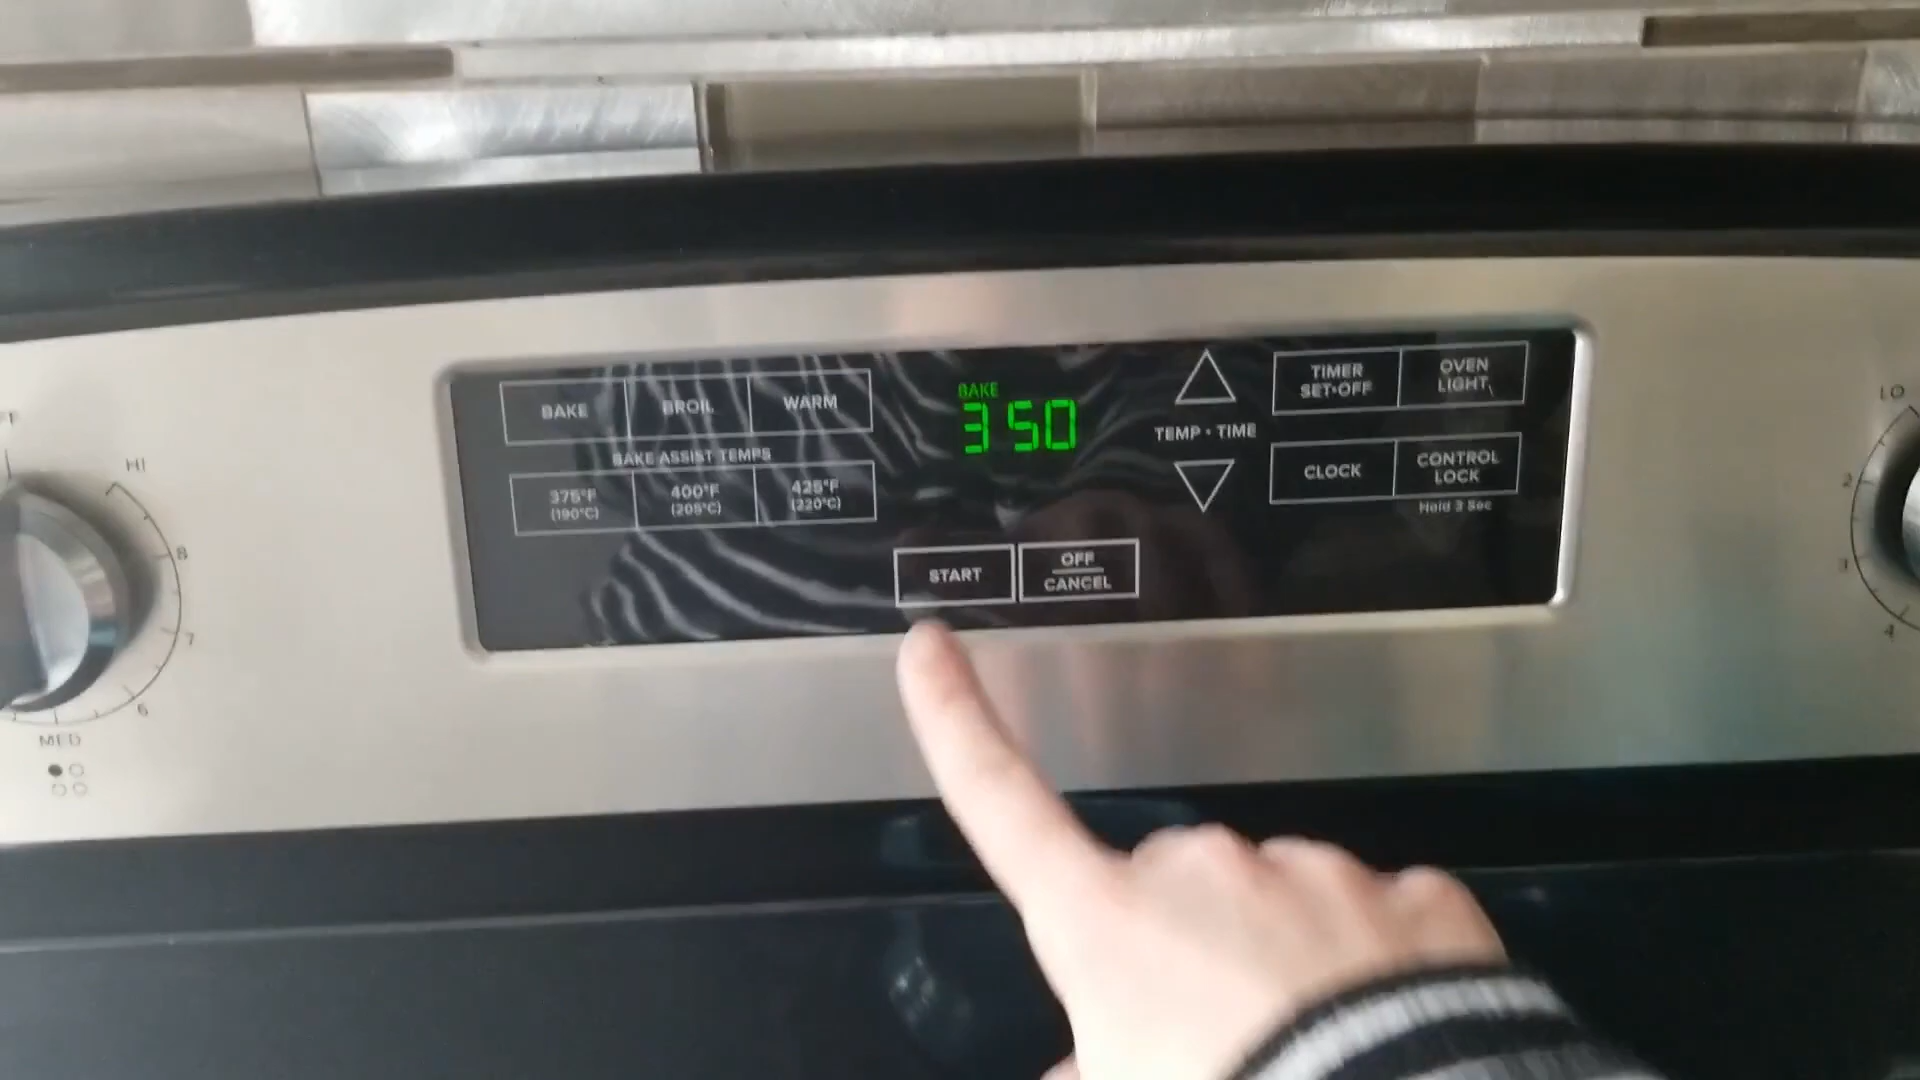 HI
8
7
6
MED
BAKE
BROIL
WARM
BAKE ASSIST TEMPS
375°F
(190°C)
400°F
(205°C)
425°F
(220°C)
BAKE
350
START
OFF
CANCEL
TEMP • TIME
TIMER
SET•OFF
OVEN
LIGHT
CLOCK
CONTROL
LOCK
Hold 3 Sec
LO
2
3
4